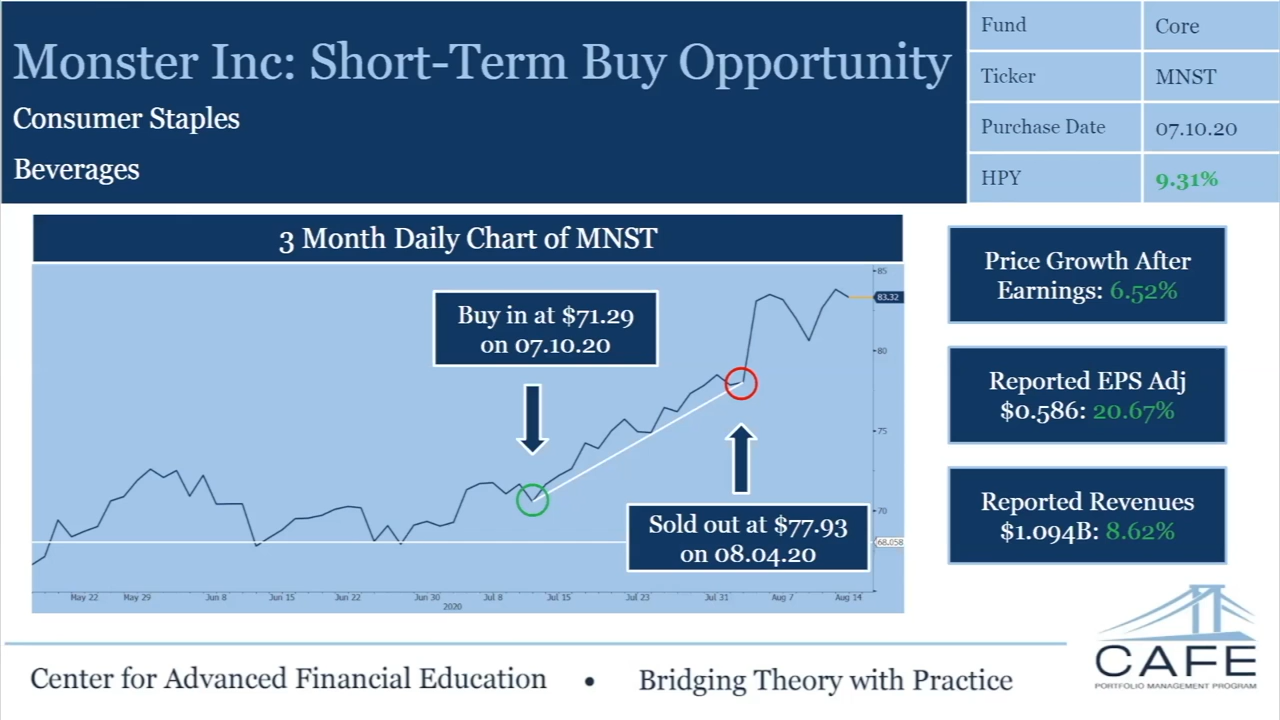 Monster Inc: Short-Term Buy Opportunity
Consumer Staples
Beverages
Fund Core
Ticker MNST
Purchase Date 07.10.20
HPY 9.31%
3 Month Daily Chart of MNST
Buy in at $71.29
on 07.10.20
Sold out at $77.93
on 08.04.20
85
83.32
80
75
70
68.058
May 22 May 29 Jun 8 Jun 15 Jun 22 Jun 30 Jul 8 Jul 15 Jul 23 Jul 31 Aug 7 Aug 14
2020
Price Growth After
Earnings: 6.52%
Reported EPS Adj
$0.586: 20.67%
Reported Revenues
$1.094B: 8.62%
Center for Advanced Financial Education • Bridging Theory with Practice
CAFE
PORTFOLIO MANAGEMENT PROGRAM